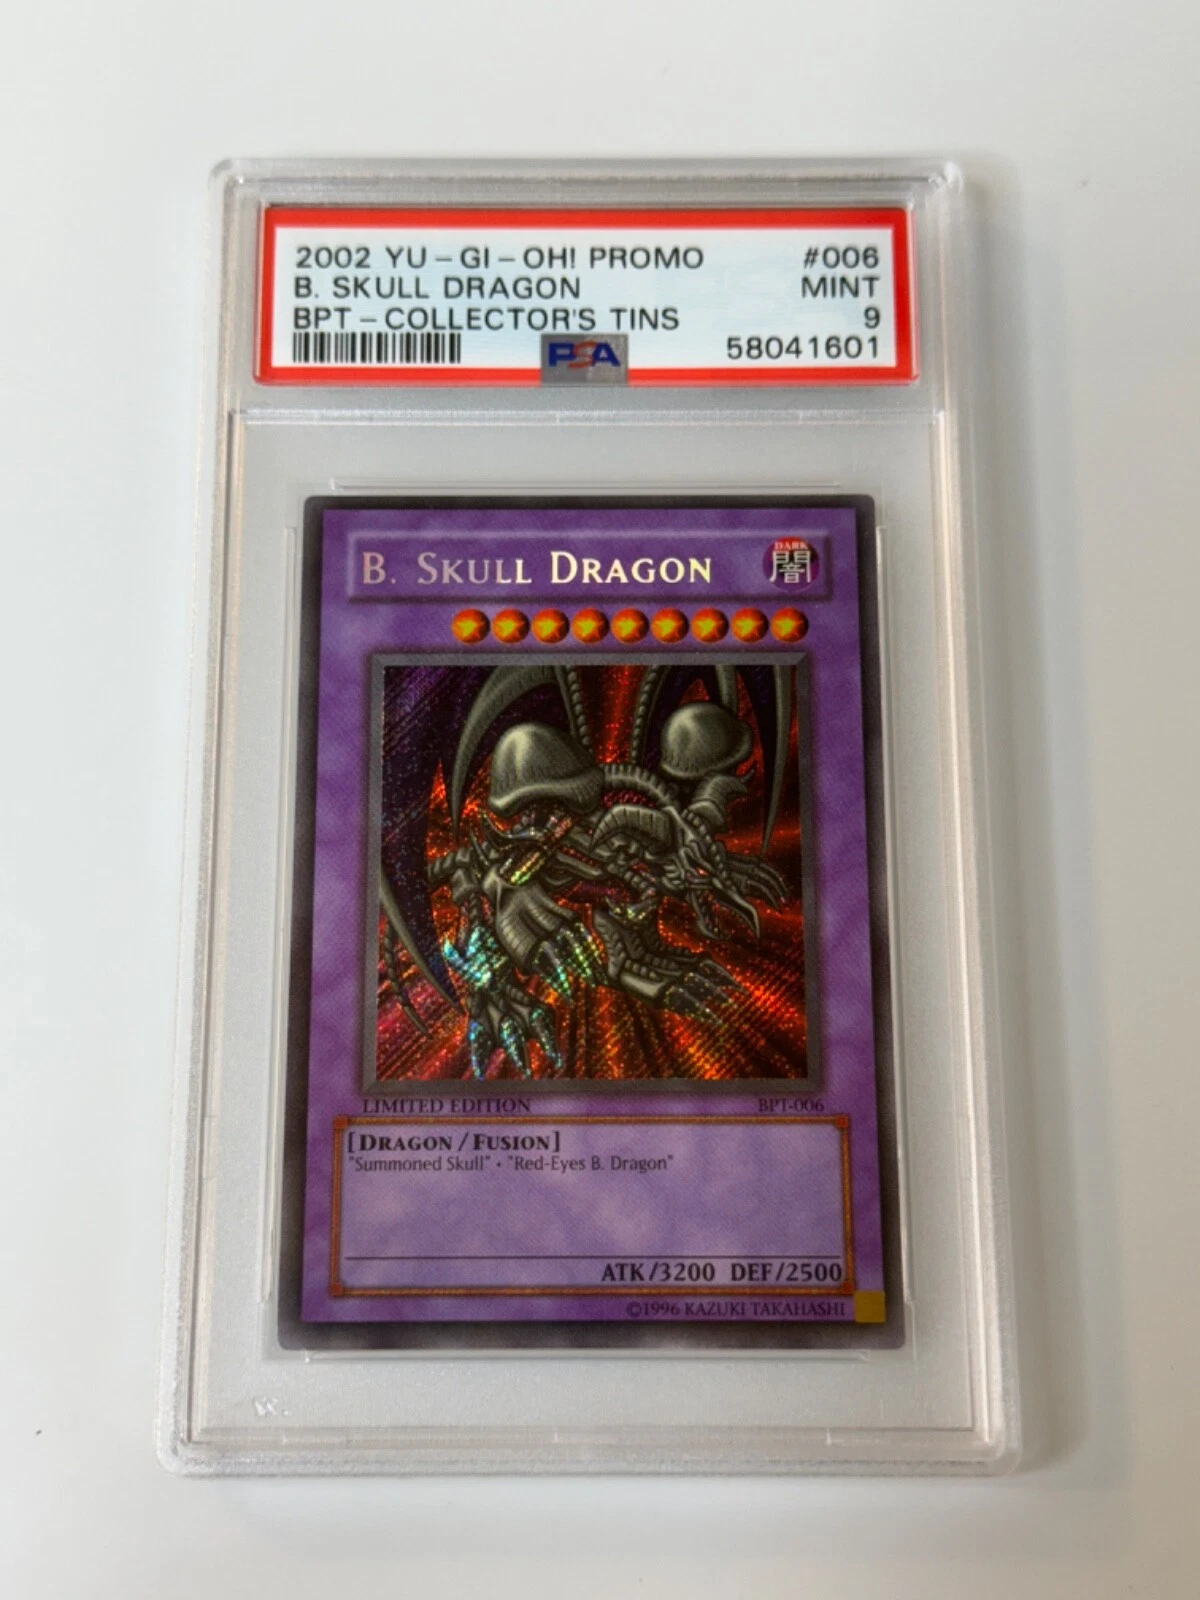 2002 YU-GI-OH! PROMO #006
B. SKULL DRAGON MINT
BPT-COLLECTOR'S TINS 9
PSA 58041601
B. SKULL DRAGON
DARK
闇
LIMITED EDITION BPT-006
[DRAGON/FUSION]
"Summoned Skull" · "Red-Eyes B. Dragon"
ATK/3200 DEF/2500
©1996 KAZUKI TAKAHASHI